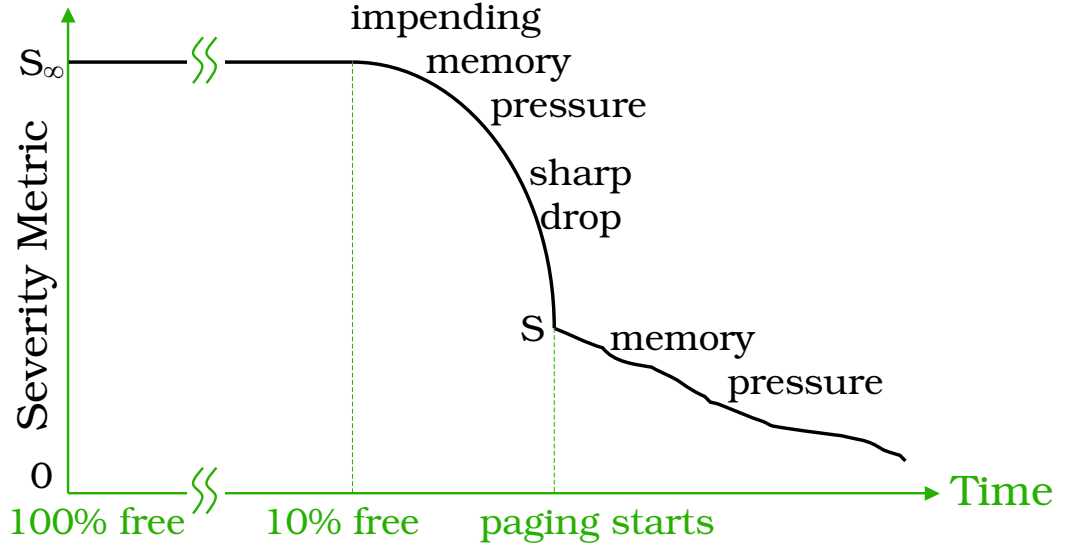 impending
memory
pressure
S∞
sharp
drop
Severity Metric
S
memory
pressure
0
Time
100% free
10% free
paging starts